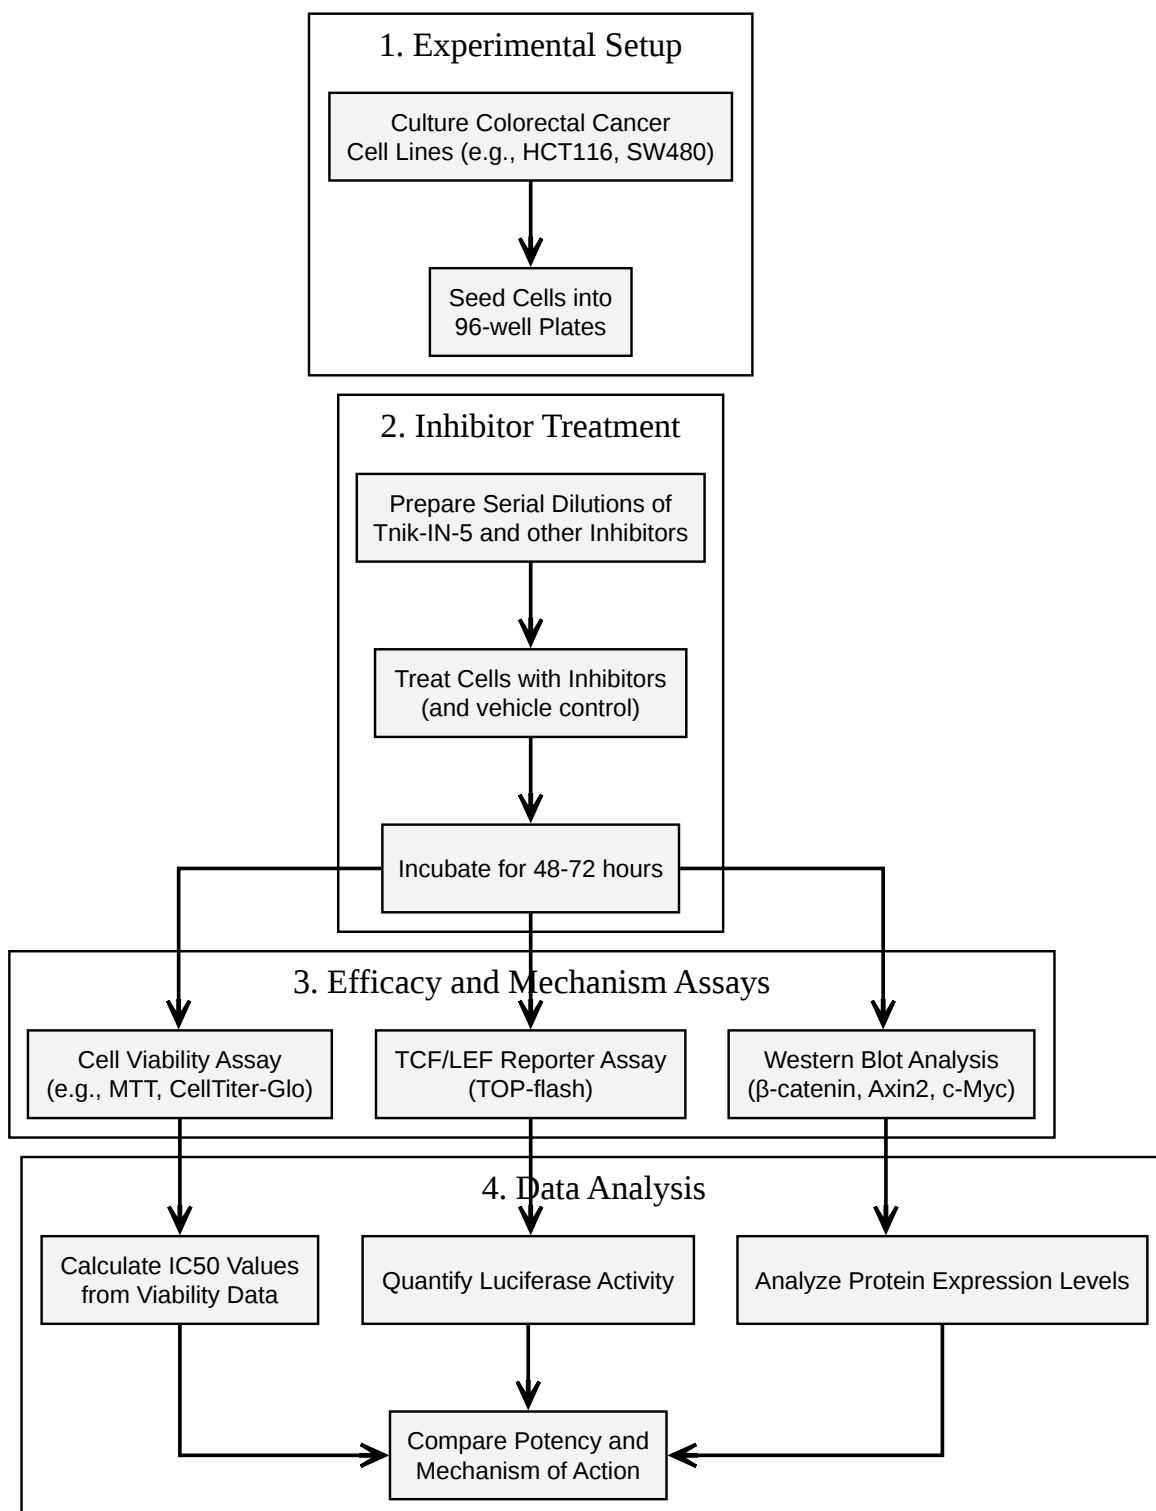 1. Experimental Setup
Culture Colorectal Cancer
Cell Lines (e.g., HCT116, SW480)
Seed Cells into
96-well Plates
2. Inhibitor Treatment
Prepare Serial Dilutions of
Tnik-IN-5 and other Inhibitors
Treat Cells with Inhibitors
(and vehicle control)
Incubate for 48-72 hours
3. Efficacy and Mechanism Assays
Cell Viability Assay
(e.g., MTT, CellTiter-Glo)
TCF/LEF Reporter Assay
(TOP-flash)
Western Blot Analysis
(β-catenin, Axin2, c-Myc)
4. Data Analysis
Calculate IC50 Values
from Viability Data
Quantify Luciferase Activity
Analyze Protein Expression Levels
Compare Potency and
Mechanism of Action